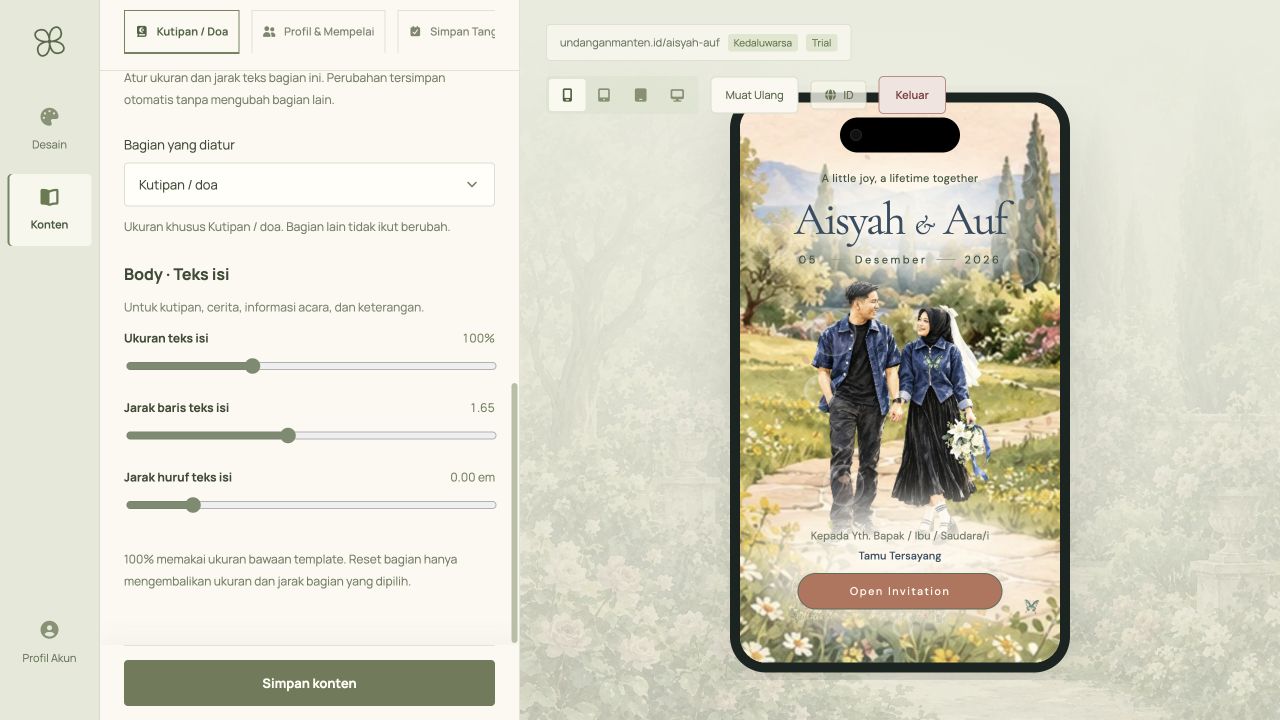 Kutipan / Doa
Profil & Mempelai
Simpan Tang
Desain
Konten
Profil Akun
Atur ukuran dan jarak teks bagian ini. Perubahan tersimpan
otomatis tanpa mengubah bagian lain.
Bagian yang diatur
Kutipan / doa
Ukuran khusus Kutipan / doa. Bagian lain tidak ikut berubah.
Body · Teks isi
Untuk kutipan, cerita, informasi acara, dan keterangan.
Ukuran teks isi 100%
Jarak baris teks isi 1.65
Jarak huruf teks isi 0.00 em
100% memakai ukuran bawaan template. Reset bagian hanya
mengembalikan ukuran dan jarak bagian yang dipilih.
Simpan konten
undanganmanten.id/aisyah-auf Kedaluwarsa Trial
Muat Ulang ID Keluar
A little joy, a lifetime together
Aisyah & Auf
05 Desember 2026
Kepada Yth. Bapak / Ibu / Saudara/i
Tamu Tersayang
Open Invitation